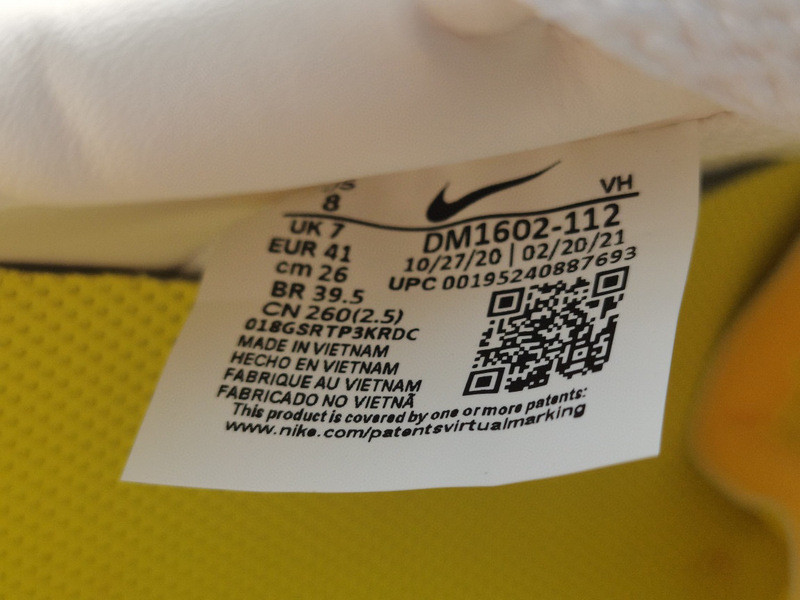 US
8
UK 7
EUR 41
cm 26
BR 39.5
CN 260(2.5)
018GSRTP3KRDC
MADE IN VIETNAM
HECHO EN VIETNAM
FABRIQUE AU VIETNAM
FABRICADO NO VIETNÃ
This product is covered by one or more patents:
www.nike.com/patentsvirtualmarking
VH
DM1602-112
10/27/20 | 02/20/21
UPC 00195240887693